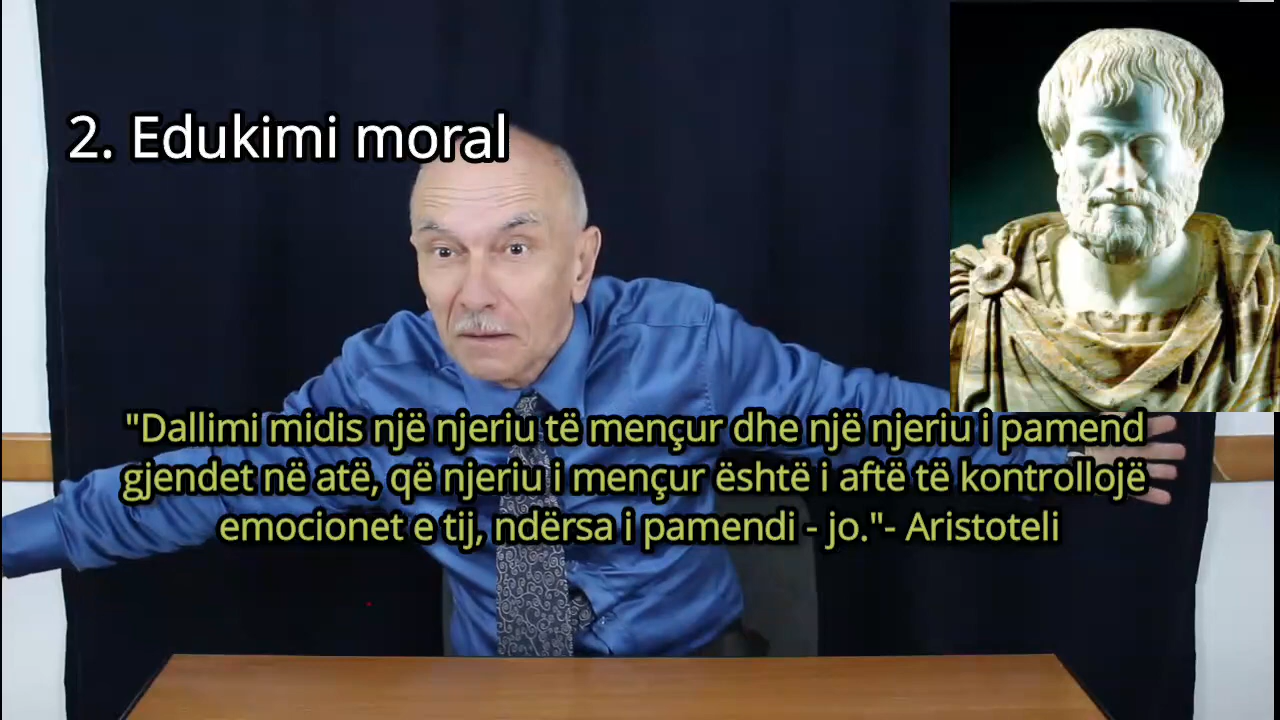 2. Edukimi moral
"Dallimi midis një njeriu të mençur dhe një njeriu i pamend
gjendet në atë, që njeriu i mençur është i aftë të kontrollojë
emocionet e tij, ndërsa i pamendi - jo."- Aristoteli